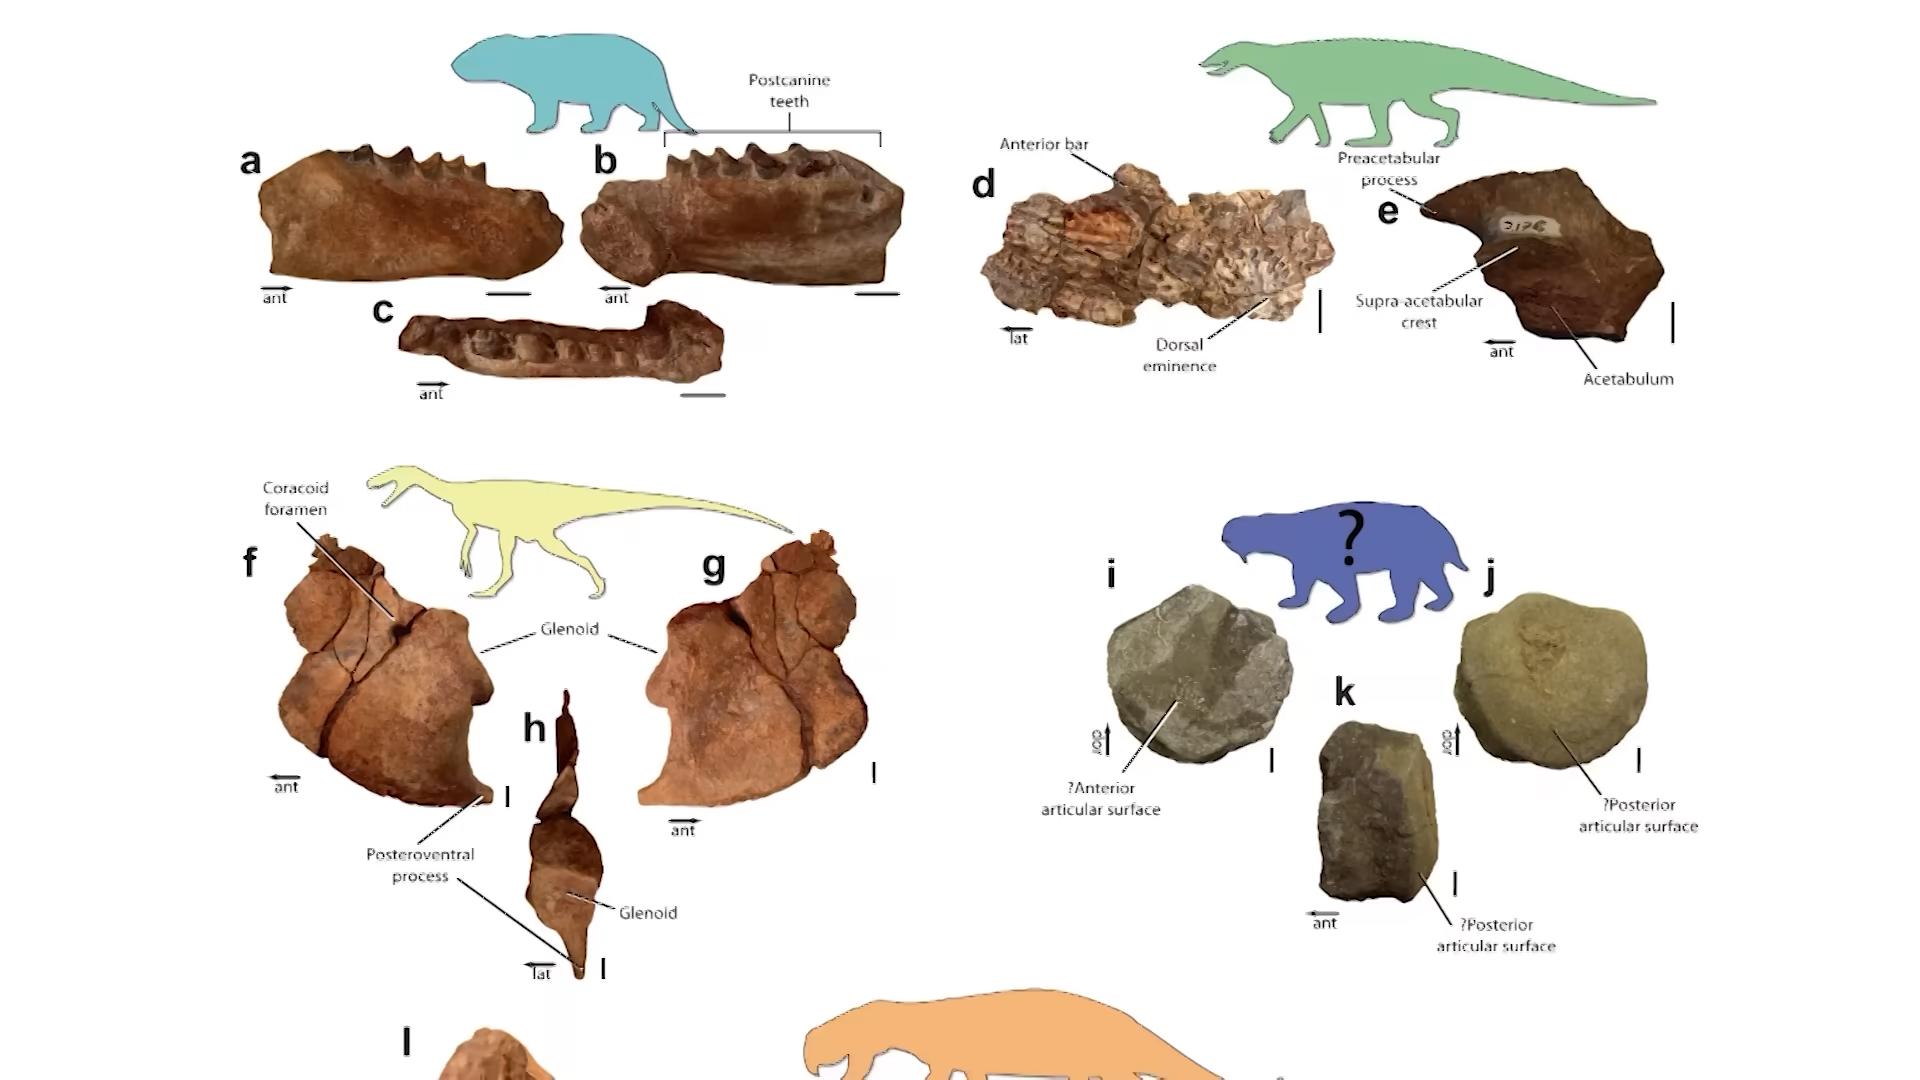 Postcanine
teeth
a
b
ant
ant
c
ant
Anterior bar
d
lat
Dorsal
eminence
Preacetabular
process
e
Supra-acetabular
crest
ant
Acetabulum
Coracoid
foramen
f
g
Glenoid
h
ant
ant
Posteroventral
process
Glenoid
lat
?
i
j
k
dor
dor
?Anterior
articular surface
?Posterior
articular surface
ant
?Posterior
articular surface
l